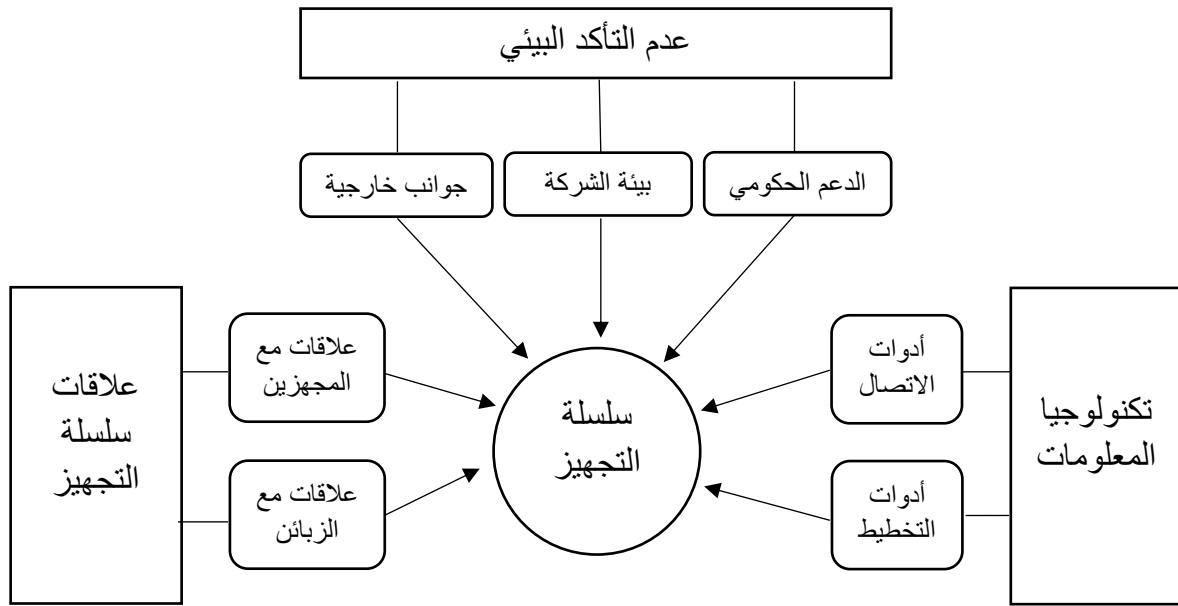 عدم التأكد البيئي
الدعم الحكومي
بيئة الشركة
جوانب خارجية
تكنولوجيا
المعلومات
أدوات
الاتصال
أدوات
التخطيط
سلسلة
التجهيز
علاقات مع
المجهزين
علاقات مع
الزبائن
علاقات
سلسلة
التجهيز